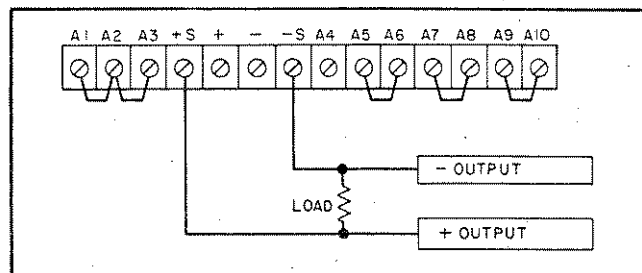 A1 A2 A3 +S + - -S A4 A5 A6 A7 A8 A9 A10
- OUTPUT
LOAD
+ OUTPUT